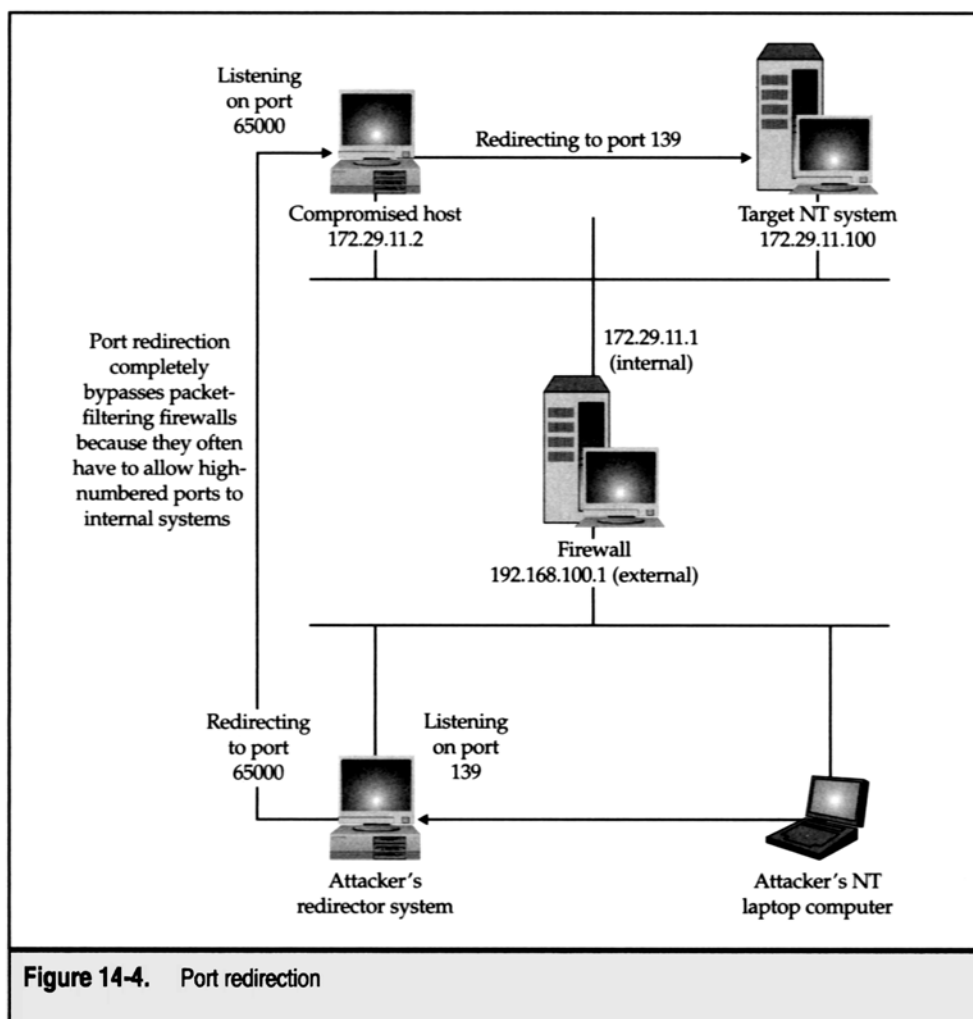 Listening
on port
65000
Redirecting to port 139
Compromised host
172.29.11.2
Target NT system
172.29.11.100
Port redirection
completely
bypasses packet-
filtering firewalls
because they often
have to allow high-
numbered ports to
internal systems
172.29.11.1
(internal)
Firewall
192.168.100.1 (external)
Redirecting
to port
65000
Listening
on port
139
Attacker's
redirector system
Attacker's NT
laptop computer
Figure 14-4. Port redirection